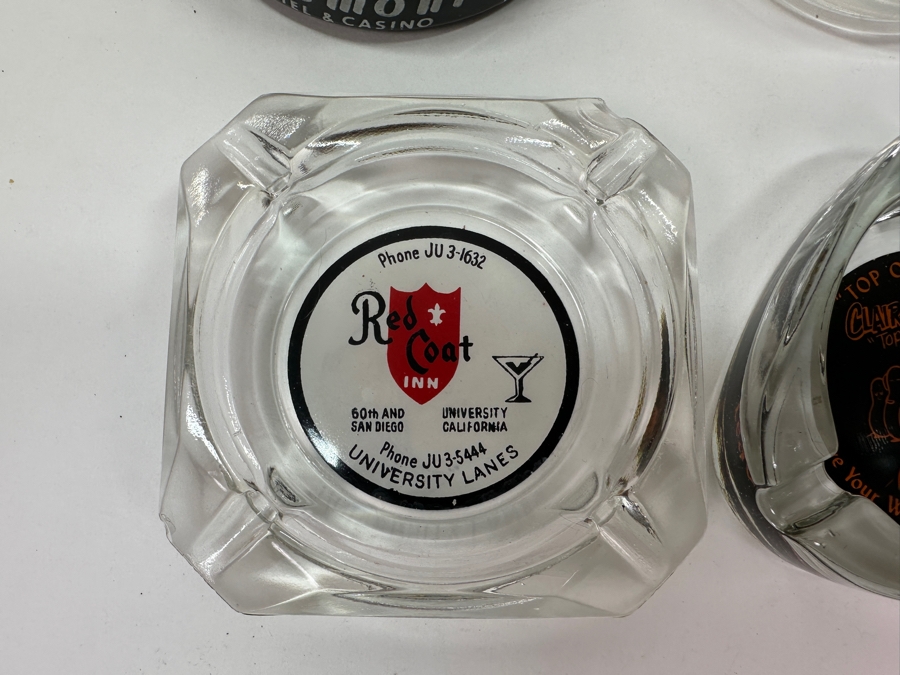 EL & CASINO
Phone JU 3-1632
Red
Coat
INN
60th AND UNIVERSITY
SAN DIEGO CALIFORNIA
Phone JU 3-5444
UNIVERSITY LANES
"TOP
Your